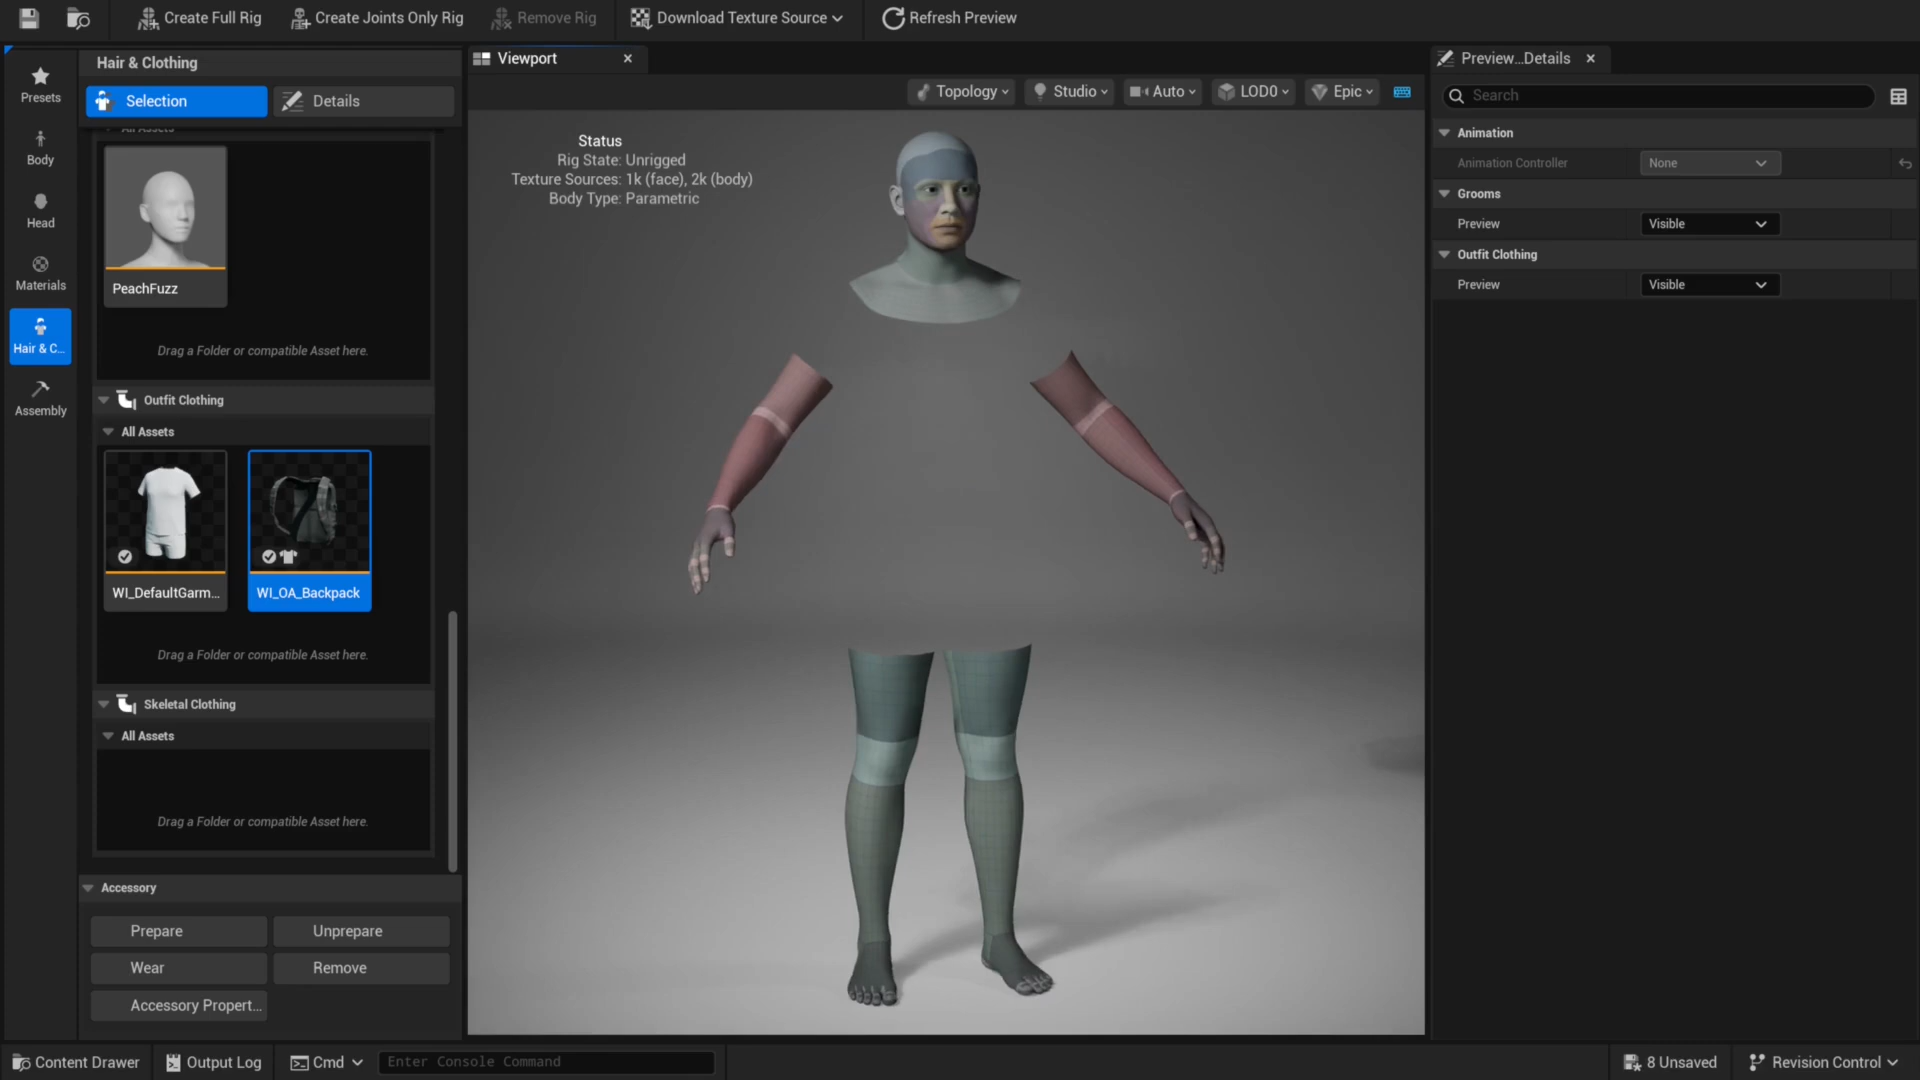 Create Full Rig
Create Joints Only Rig
Remove Rig
Download Texture Source
Refresh Preview
Presets
Body
Head
Materials
Hair & C...
Assembly
Hair & Clothing
Selection
Details
All Assets
PeachFuzz
Drag a Folder or compatible Asset here.
Outfit Clothing
All Assets
WI_DefaultGarm...
WI_OA_Backpack
Drag a Folder or compatible Asset here.
Skeletal Clothing
All Assets
Drag a Folder or compatible Asset here.
Accessory
Prepare
Unprepare
Wear
Remove
Accessory Propert...
Viewport
Topology
Studio
Auto
LOD0
Epic
Status
Rig State: Unrigged
Texture Sources: 1k (face), 2k (body)
Body Type: Parametric
Preview...Details
Search
Animation
Animation Controller
None
Grooms
Preview
Visible
Outfit Clothing
Preview
Visible
Content Drawer
Output Log
Cmd
Enter Console Command
8 Unsaved
Revision Control